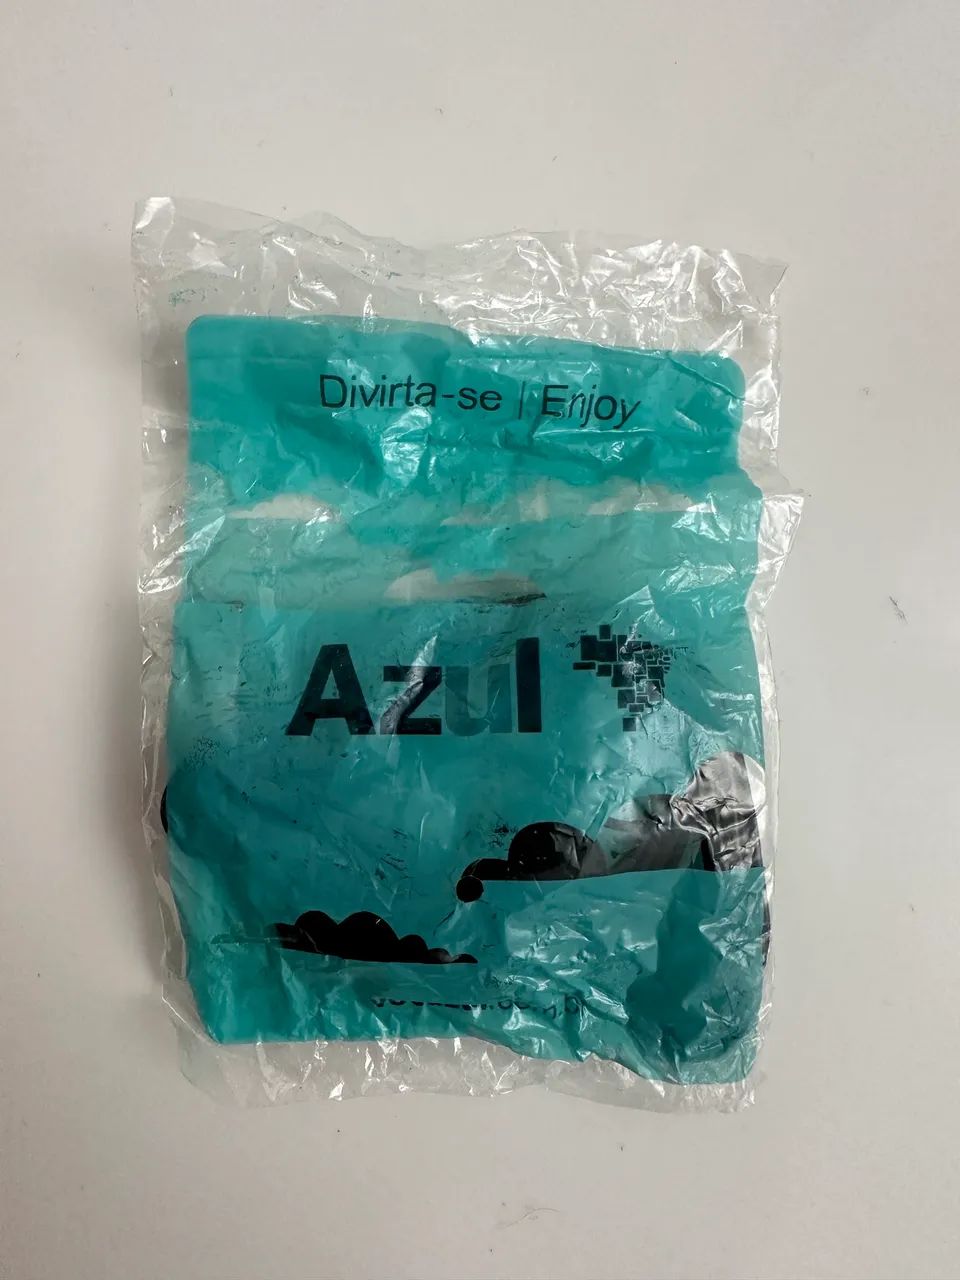 Divirta-se | Enjoy
Azul